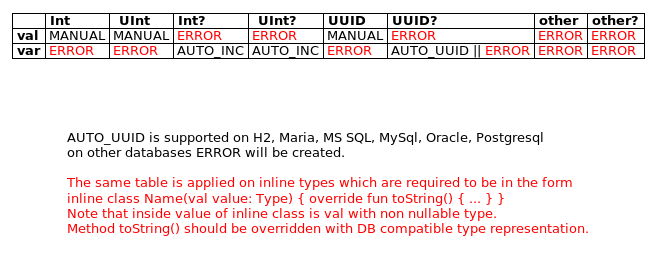 Int UInt Int? UInt? UUID UUID? other other?
val MANUAL MANUAL ERROR ERROR MANUAL ERROR ERROR ERROR
var ERROR ERROR AUTO_INC AUTO_INC ERROR AUTO_UUID || ERROR ERROR ERROR
AUTO_UUID is supported on H2, Maria, MS SQL, MySql, Oracle, Postgresql
on other databases ERROR will be created.
The same table is applied on inline types which are required to be in the form
inline class Name(val value: Type) { override fun toString() { ... } }
Note that inside value of inline class is val with non nullable type.
Method toString() should be overridden with DB compatible type representation.